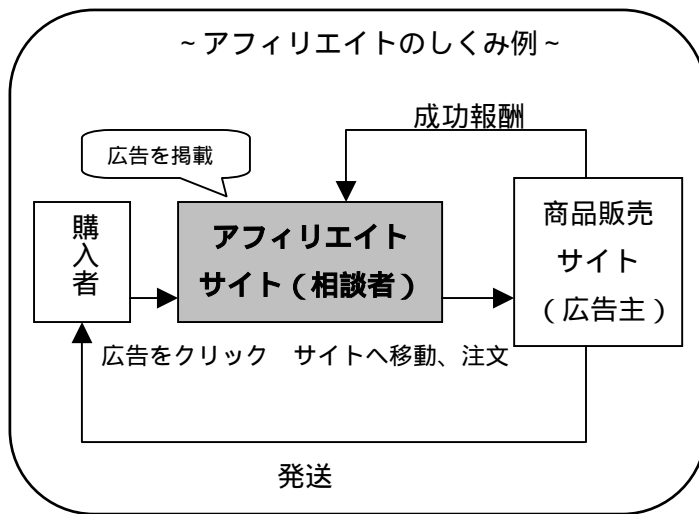 ~アフィリエイトのしくみ例~
成功報酬
広告を掲載
購入者
アフィリエイト
サイト(相談者)
商品販売
サイト
(広告主)
広告をクリック　サイトへ移動、注文
発送